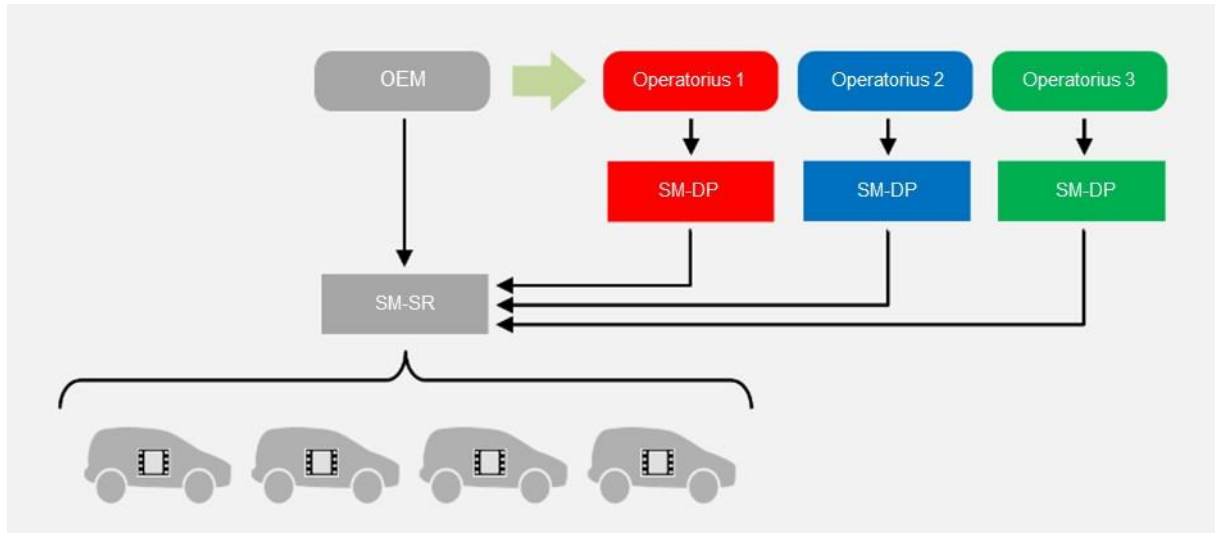 OEM
Operatorius 1
Operatorius 2
Operatorius 3
SM-DP
SM-DP
SM-DP
SM-SR